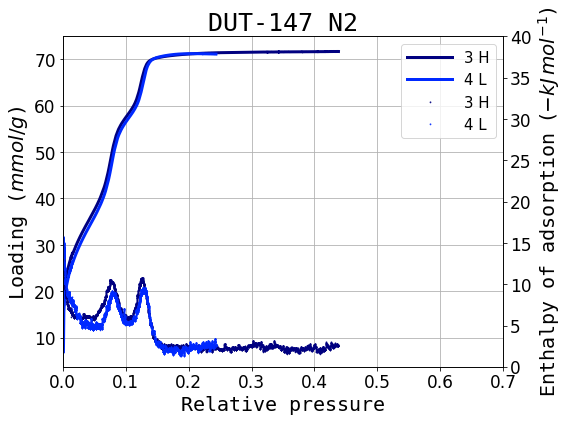 DUT-147 N2
Loading (mmol/g)
70
60
50
40
30
20
10
0.0 0.1 0.2 0.3 0.4 0.5 0.6 0.7
Relative pressure
40
35
30
25
20
15
10
5
0
Enthalpy of adsorption (−kJmol⁻¹)
3 H
4 L
3 H
4 L